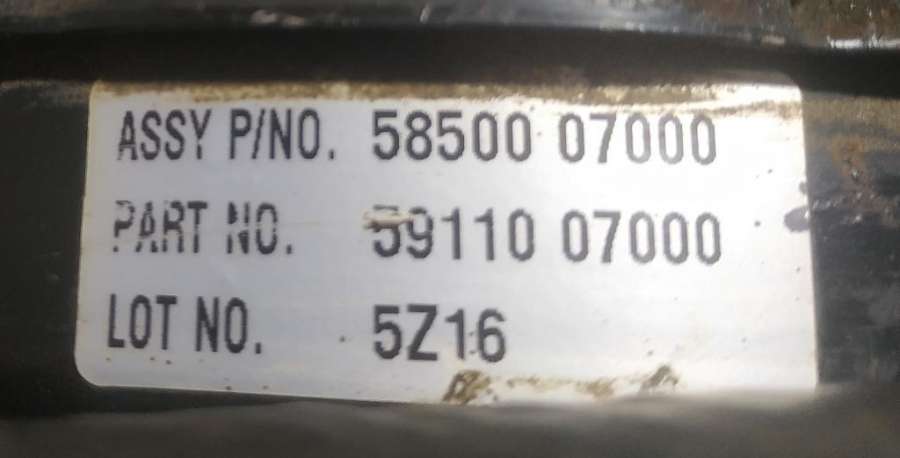 ASSY P/NO. 58500 07000
PART NO. 59110 07000
LOT NO. 5Z16